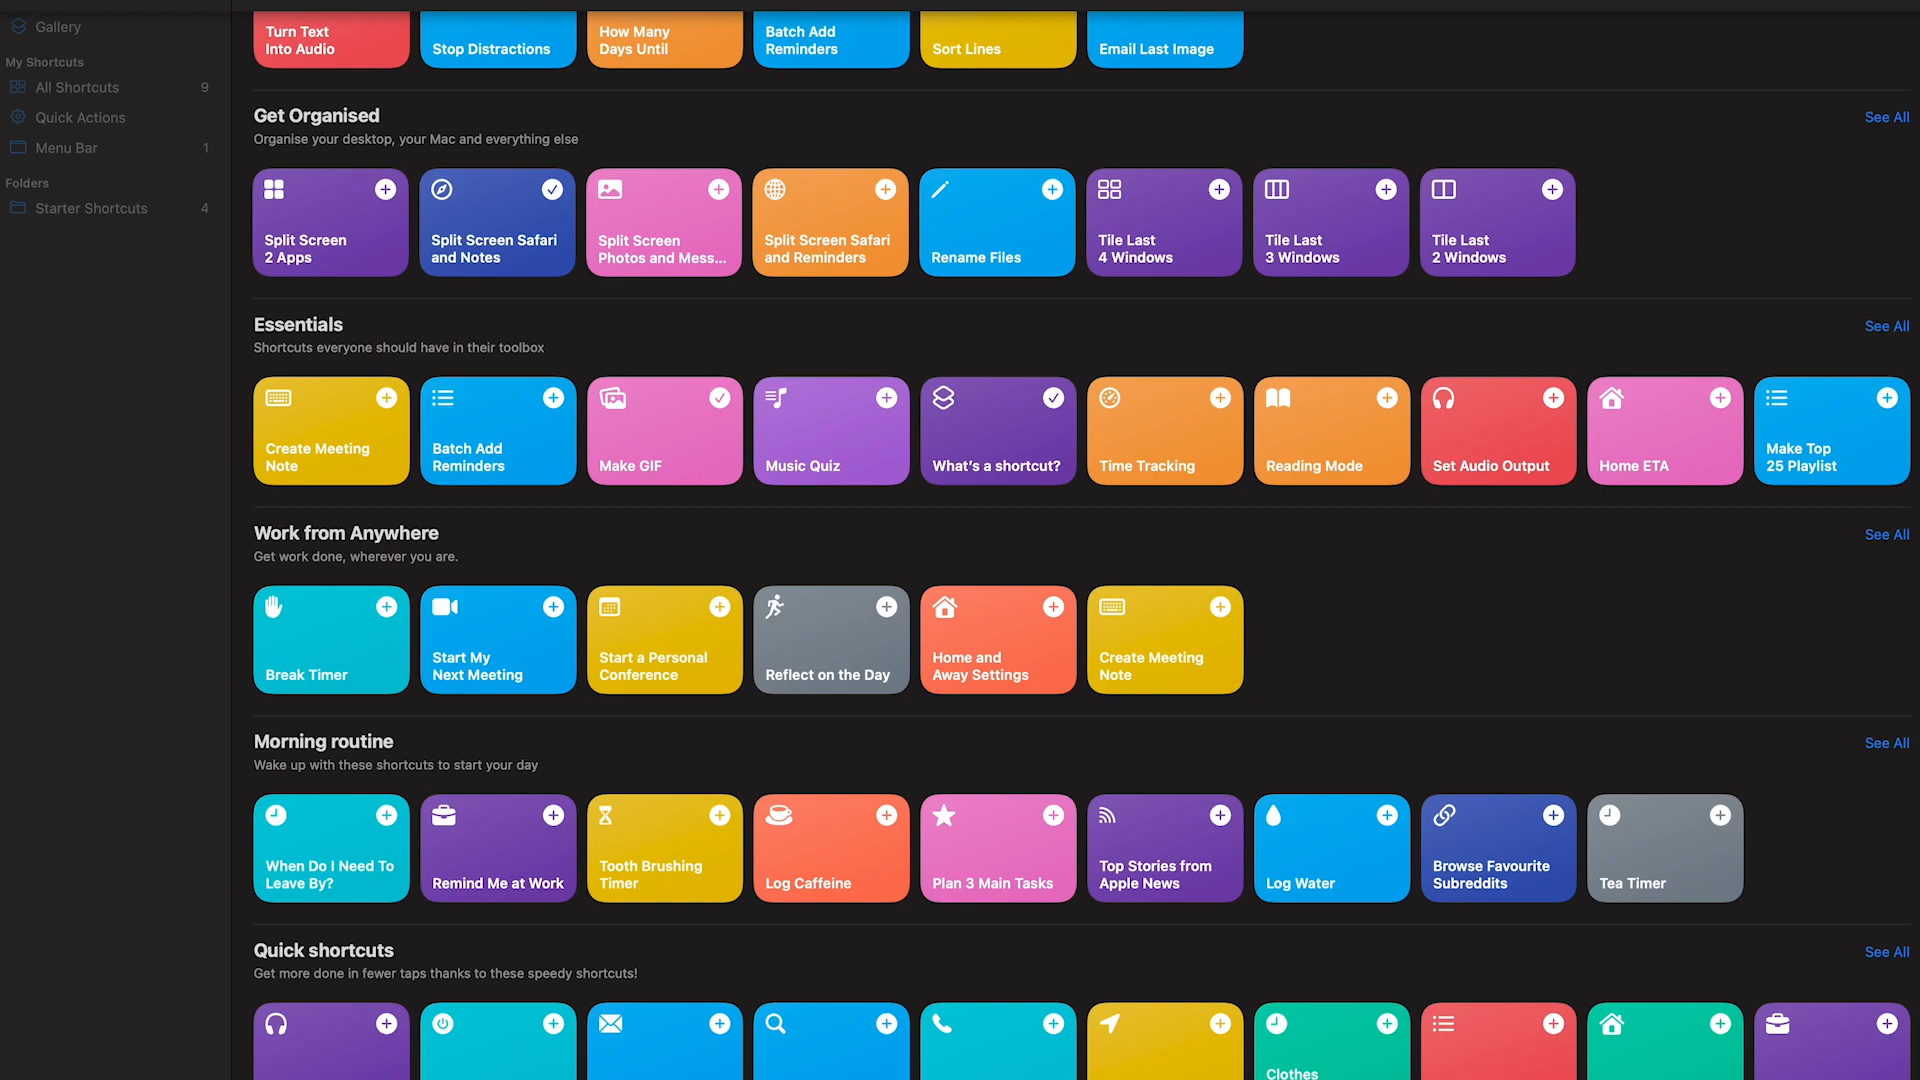 Gallery
My Shortcuts
All Shortcuts 9
Quick Actions
Menu Bar 1
Folders
Starter Shortcuts 4
Turn Text
Into Audio
Stop Distractions
How Many
Days Until
Batch Add
Reminders
Sort Lines
Email Last Image
Get Organised
See All
Organise your desktop, your Mac and everything else
Split Screen
2 Apps
Split Screen Safari
and Notes
Split Screen
Photos and Mess...
Split Screen Safari
and Reminders
Rename Files
Tile Last
4 Windows
Tile Last
3 Windows
Tile Last
2 Windows
Essentials
See All
Shortcuts everyone should have in their toolbox
Create Meeting
Note
Batch Add
Reminders
Make GIF
Music Quiz
What's a shortcut?
Time Tracking
Reading Mode
Set Audio Output
Home ETA
Make Top
25 Playlist
Work from Anywhere
See All
Get work done, wherever you are.
Break Timer
Start My
Next Meeting
Start a Personal
Conference
Reflect on the Day
Home and
Away Settings
Create Meeting
Note
Morning routine
See All
Wake up with these shortcuts to start your day
When Do I Need To
Leave By?
Remind Me at Work
Tooth Brushing
Timer
Log Caffeine
Plan 3 Main Tasks
Top Stories from
Apple News
Log Water
Browse Favourite
Subreddits
Tea Timer
Quick shortcuts
See All
Get more done in fewer taps thanks to these speedy shortcuts!
Clothes